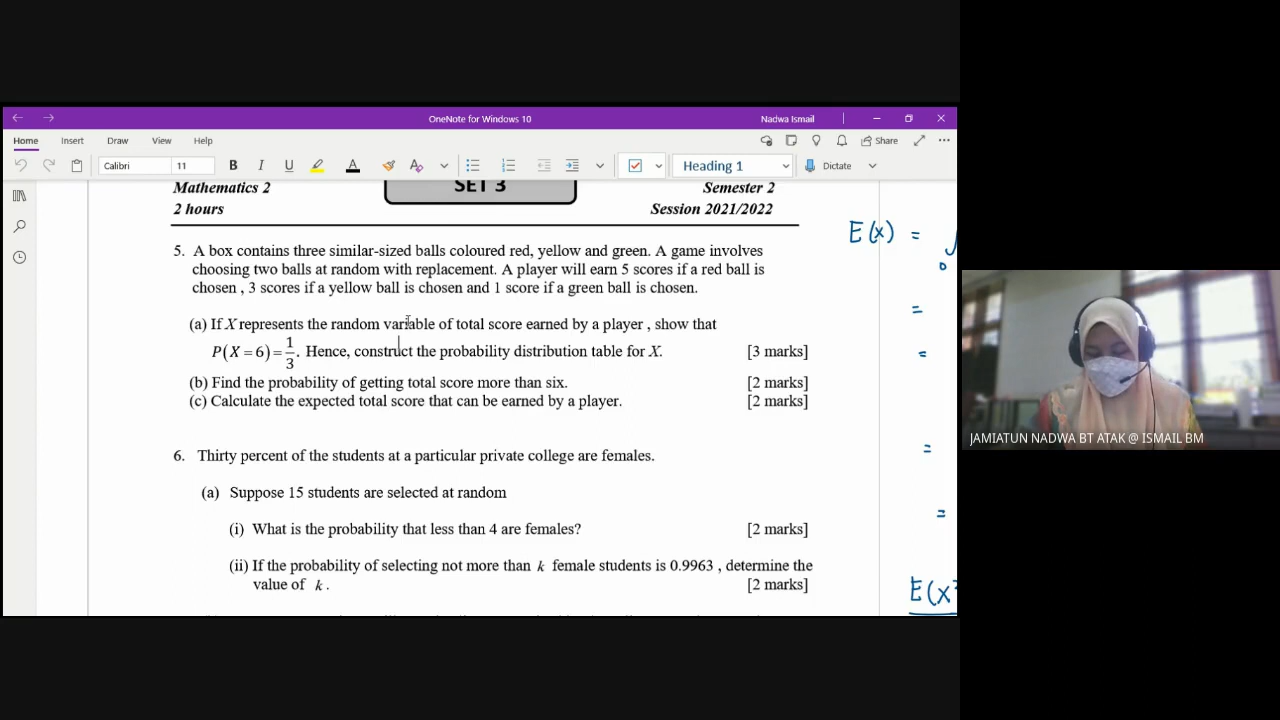 OneNote for Windows 10
Nadwa Ismail
Home Insert Draw View Help
Share
Calibri 11 B I U A Heading 1 Dictate
Mathematics 2 SET 3 Semester 2
2 hours Session 2021/2022
5. A box contains three similar-sized balls coloured red, yellow and green. A game involves
choosing two balls at random with replacement. A player will earn 5 scores if a red ball is
chosen , 3 scores if a yellow ball is chosen and 1 score if a green ball is chosen.
(a) If X represents the random variable of total score earned by a player , show that
P(X = 6) = 1/3. Hence, construct the probability distribution table for X. [3 marks]
(b) Find the probability of getting total score more than six. [2 marks]
(c) Calculate the expected total score that can be earned by a player. [2 marks]
6. Thirty percent of the students at a particular private college are females.
(a) Suppose 15 students are selected at random
(i) What is the probability that less than 4 are females? [2 marks]
(ii) If the probability of selecting not more than k female students is 0.9963 , determine the
value of k . [2 marks]
E(x) = ∫
0
=
=
=
=
E(x²
JAMIATUN NADWA BT ATAK @ ISMAIL BM